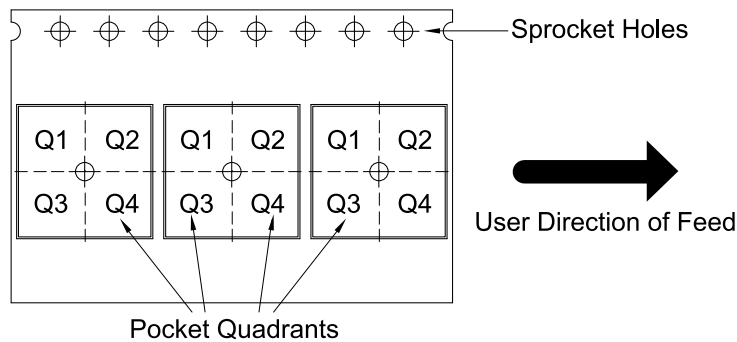 Sprocket Holes
Q1 Q2 Q1 Q2 Q1 Q2
Q3 Q4 Q3 Q4 Q3 Q4
User Direction of Feed
Pocket Quadrants